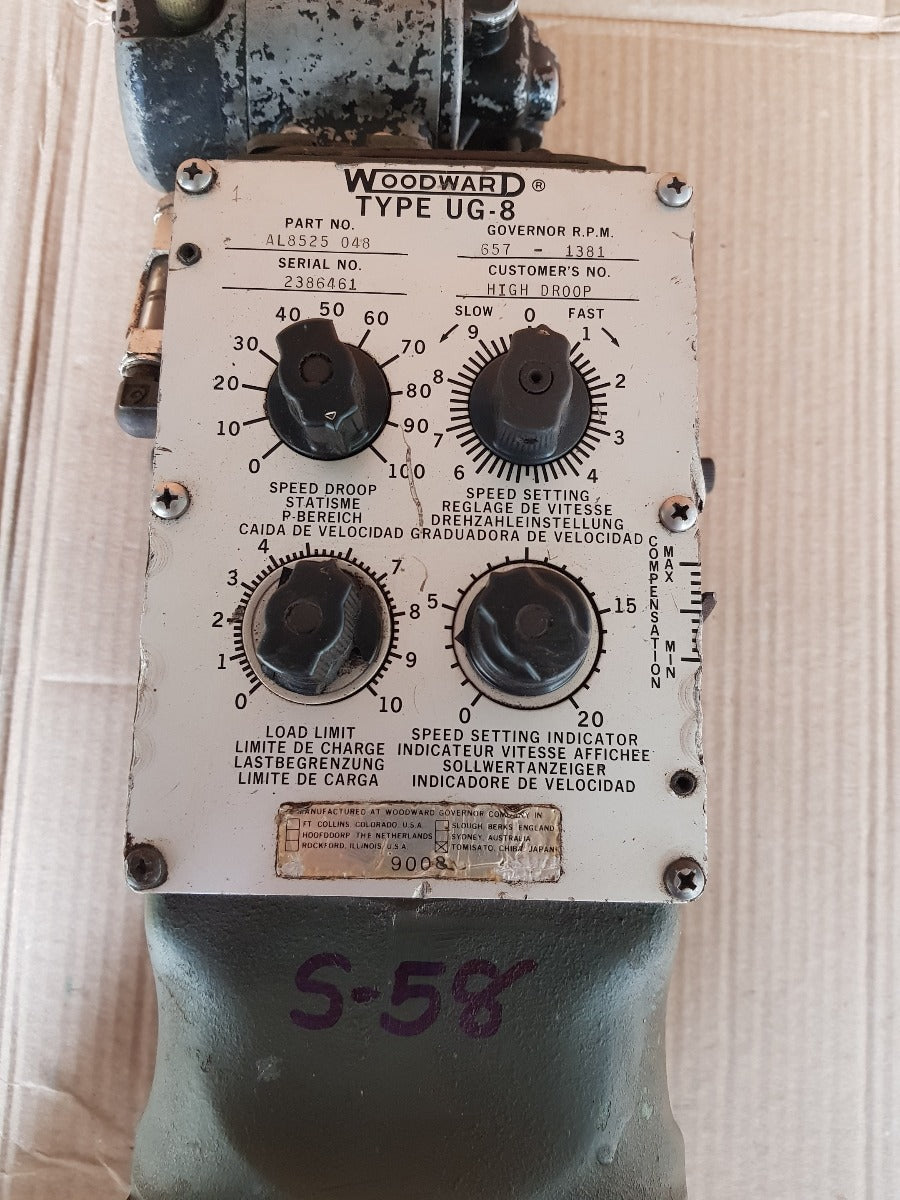 1
WOODWARD ®
TYPE UG-8
PART NO.
AL8525 048
GOVERNOR R.P.M.
657 - 1381
SERIAL NO.
2386461
CUSTOMER'S NO.
HIGH DROOP
0 10 20 30 40 50 60 70 80 90 100
SPEED DROOP
STATISME
P-BEREICH
CAIDA DE VELOCIDAD
SLOW FAST
0 1 2 3 4 6 7 8 9
SPEED SETTING
REGLAGE DE VITESSE
DREHZAHLEINSTELLUNG
GRADUADORA DE VELOCIDAD
0 1 2 3 4 7 8 9 10
LOAD LIMIT
LIMITE DE CHARGE
LASTBEGRENZUNG
LIMITE DE CARGA
0 5 15 20
SPEED SETTING INDICATOR
INDICATEUR VITESSE AFFICHEE
SOLLWERTANZEIGER
INDICADORE DE VELOCIDAD
COMPENSATION
MAX
MIN
MANUFACTURED AT WOODWARD GOVERNOR COMPANY IN
FT COLLINS, COLORADO, U.S.A.
HOOFDDORP THE NETHERLANDS
ROCKFORD, ILLINOIS, U.S.A
SLOUGH, BERKS, ENGLAND
SYDNEY, AUSTRALIA
TOMISATO, CHIBA, JAPAN
9008
S-58